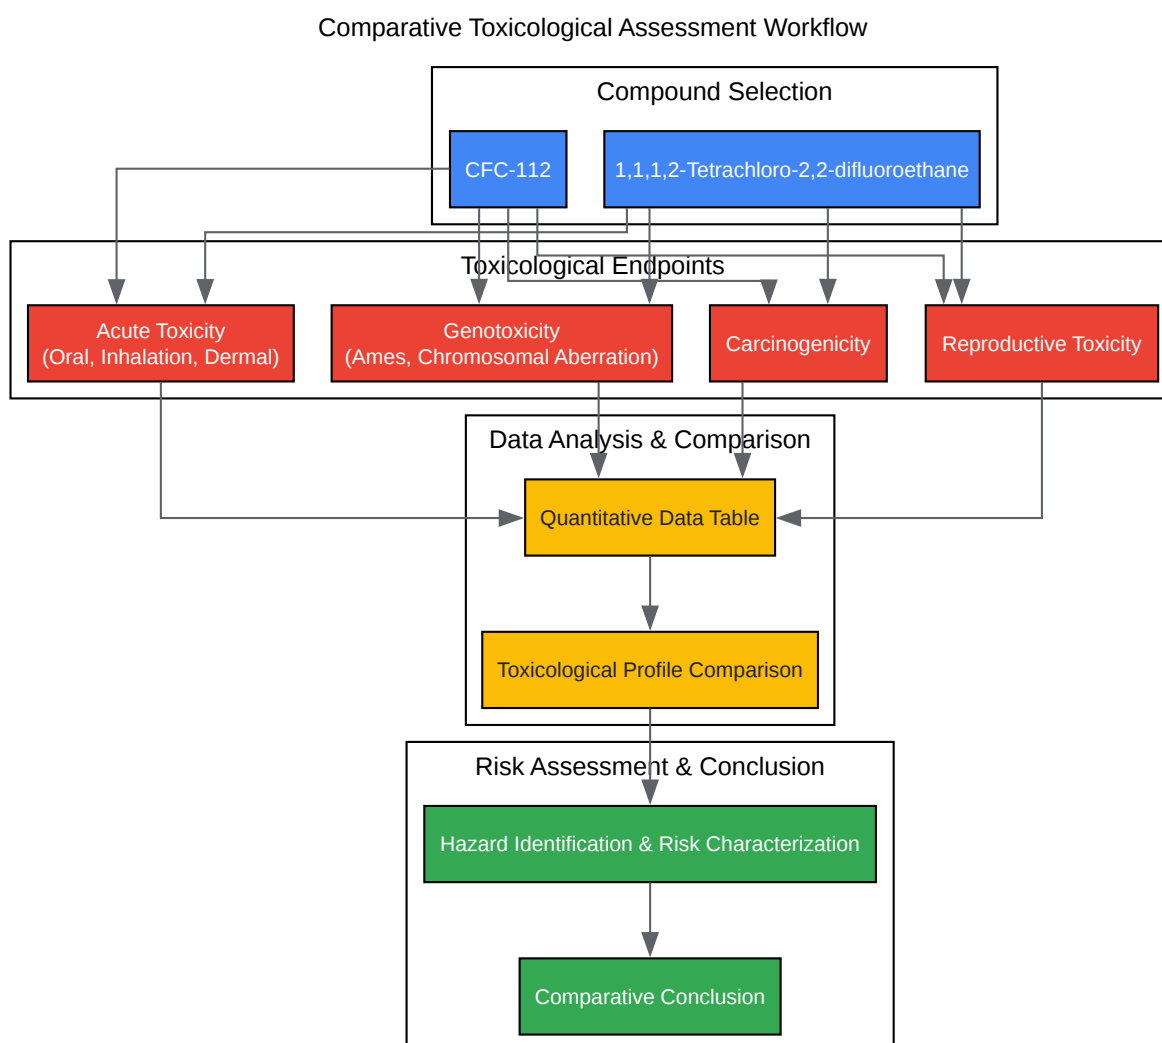 Comparative Toxicological Assessment Workflow
Compound Selection
CFC-112
1,1,1,2-Tetrachloro-2,2-difluoroethane
Toxicological Endpoints
Acute Toxicity
(Oral, Inhalation, Dermal)
Genotoxicity
(Ames, Chromosomal Aberration)
Carcinogenicity
Reproductive Toxicity
Data Analysis & Comparison
Quantitative Data Table
Toxicological Profile Comparison
Risk Assessment & Conclusion
Hazard Identification & Risk Characterization
Comparative Conclusion